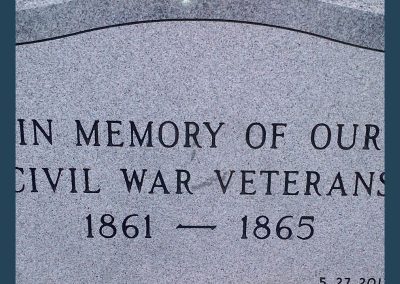 IN MEMORY OF OUR
CIVIL WAR VETERANS
1861 — 1865
5-27-201